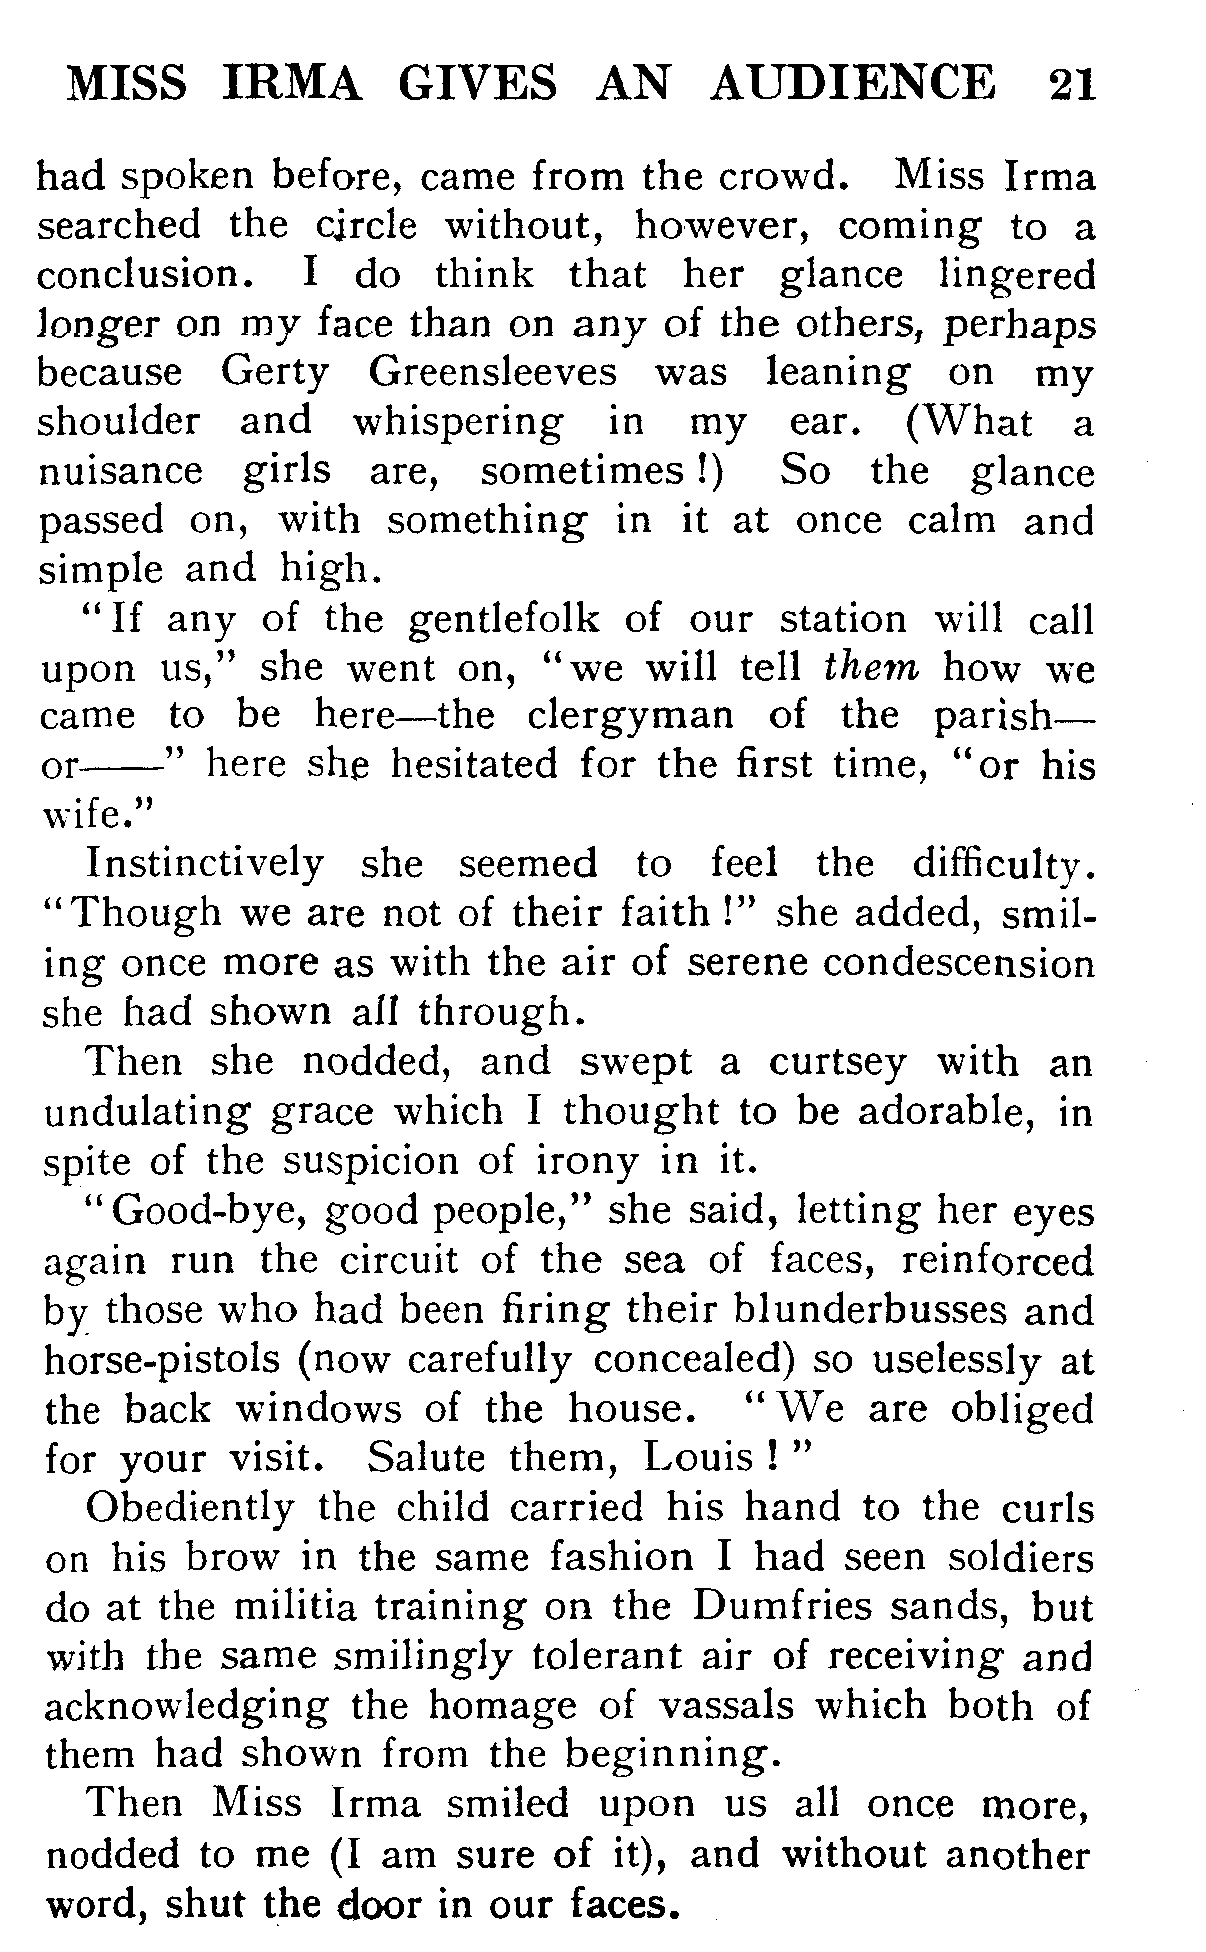 MISS IRMA GIVES AN AUDIENCE 21
had spoken before, came from the crowd. Miss Irma
searched the circle without, however, coming to a
conclusion. I do think that her glance lingered
longer on my face than on any of the others, perhaps
because Gerty Greensleeves was leaning on my
shoulder and whispering in my ear. (What a
nuisance girls are, sometimes !) So the glance
passed on, with something in it at once calm and
simple and high.
“If any of the gentlefolk of our station will call
upon us,” she went on, “we will tell them how we
came to be here—the clergyman of the parish—
or——” here she hesitated for the first time, “or his
wife.”
Instinctively she seemed to feel the difficulty.
“Though we are not of their faith !” she added, smil-
ing once more as with the air of serene condescension
she had shown all through.
Then she nodded, and swept a curtsey with an
undulating grace which I thought to be adorable, in
spite of the suspicion of irony in it.
“Good-bye, good people,” she said, letting her eyes
again run the circuit of the sea of faces, reinforced
by those who had been firing their blunderbusses and
horse-pistols (now carefully concealed) so uselessly at
the back windows of the house. “We are obliged
for your visit. Salute them, Louis ! ”
Obediently the child carried his hand to the curls
on his brow in the same fashion I had seen soldiers
do at the militia training on the Dumfries sands, but
with the same smilingly tolerant air of receiving and
acknowledging the homage of vassals which both of
them had shown from the beginning.
Then Miss Irma smiled upon us all once more,
nodded to me (I am sure of it), and without another
word, shut the door in our faces.